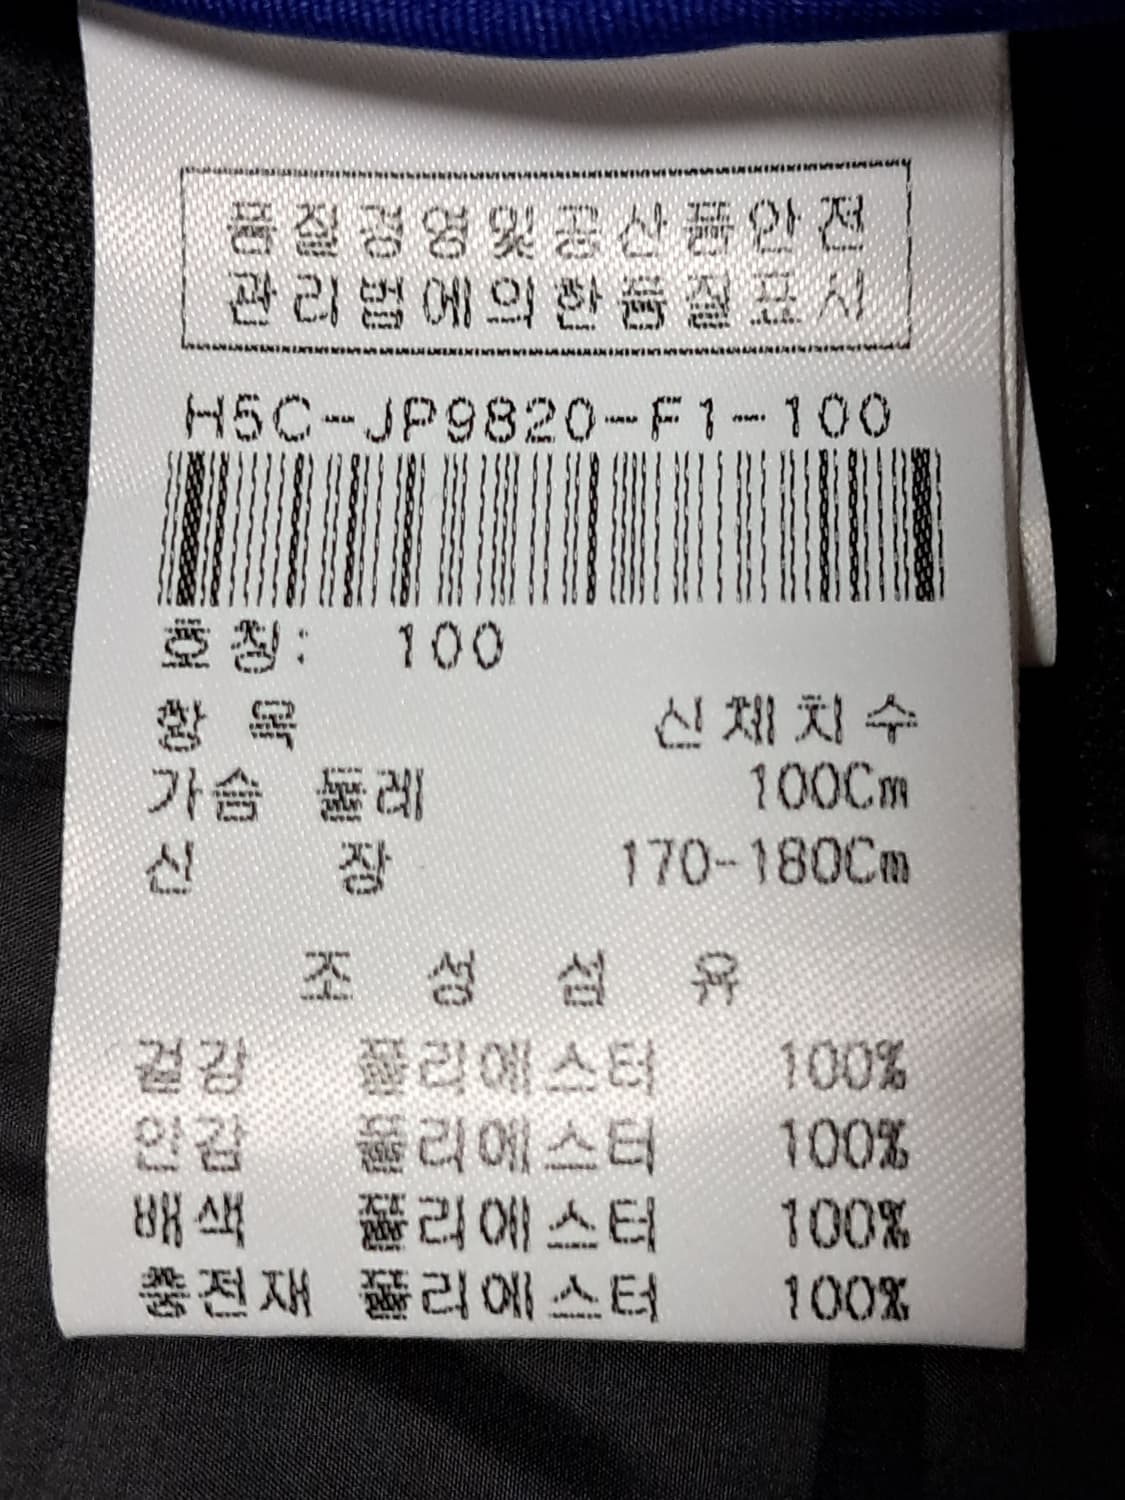 품질경영및공산품안전
관리법에의한품질표시
H5C-JP9820-F1-100
호칭: 100
항 목 신체치수
가슴 둘레 100Cm
신 장 170-180Cm
조 성 섬 유
겉감 폴리에스터 100%
안감 폴리에스터 100%
배색 폴리에스터 100%
충전재 폴리에스터 100%